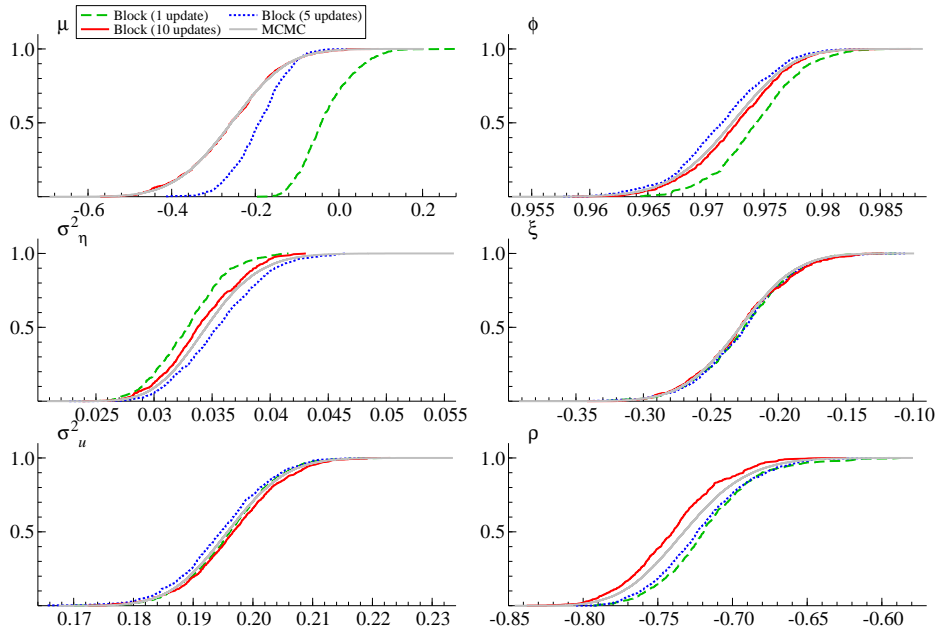 μ
Block (1 update) Block (5 updates)
Block (10 updates) MCMC
1.0
0.5
-0.6 -0.4 -0.2 0.0 0.2
ϕ
1.0
0.5
0.955 0.96 0.965 0.97 0.975 0.98 0.985
σ²η
1.0
0.5
0.025 0.03 0.035 0.04 0.045 0.05 0.055
ξ
1.0
0.5
-0.35 -0.30 -0.25 -0.20 -0.15 -0.10
σ²u
1.0
0.5
0.17 0.18 0.19 0.20 0.21 0.22 0.23
ρ
1.0
0.5
-0.85 -0.80 -0.75 -0.70 -0.65 -0.60